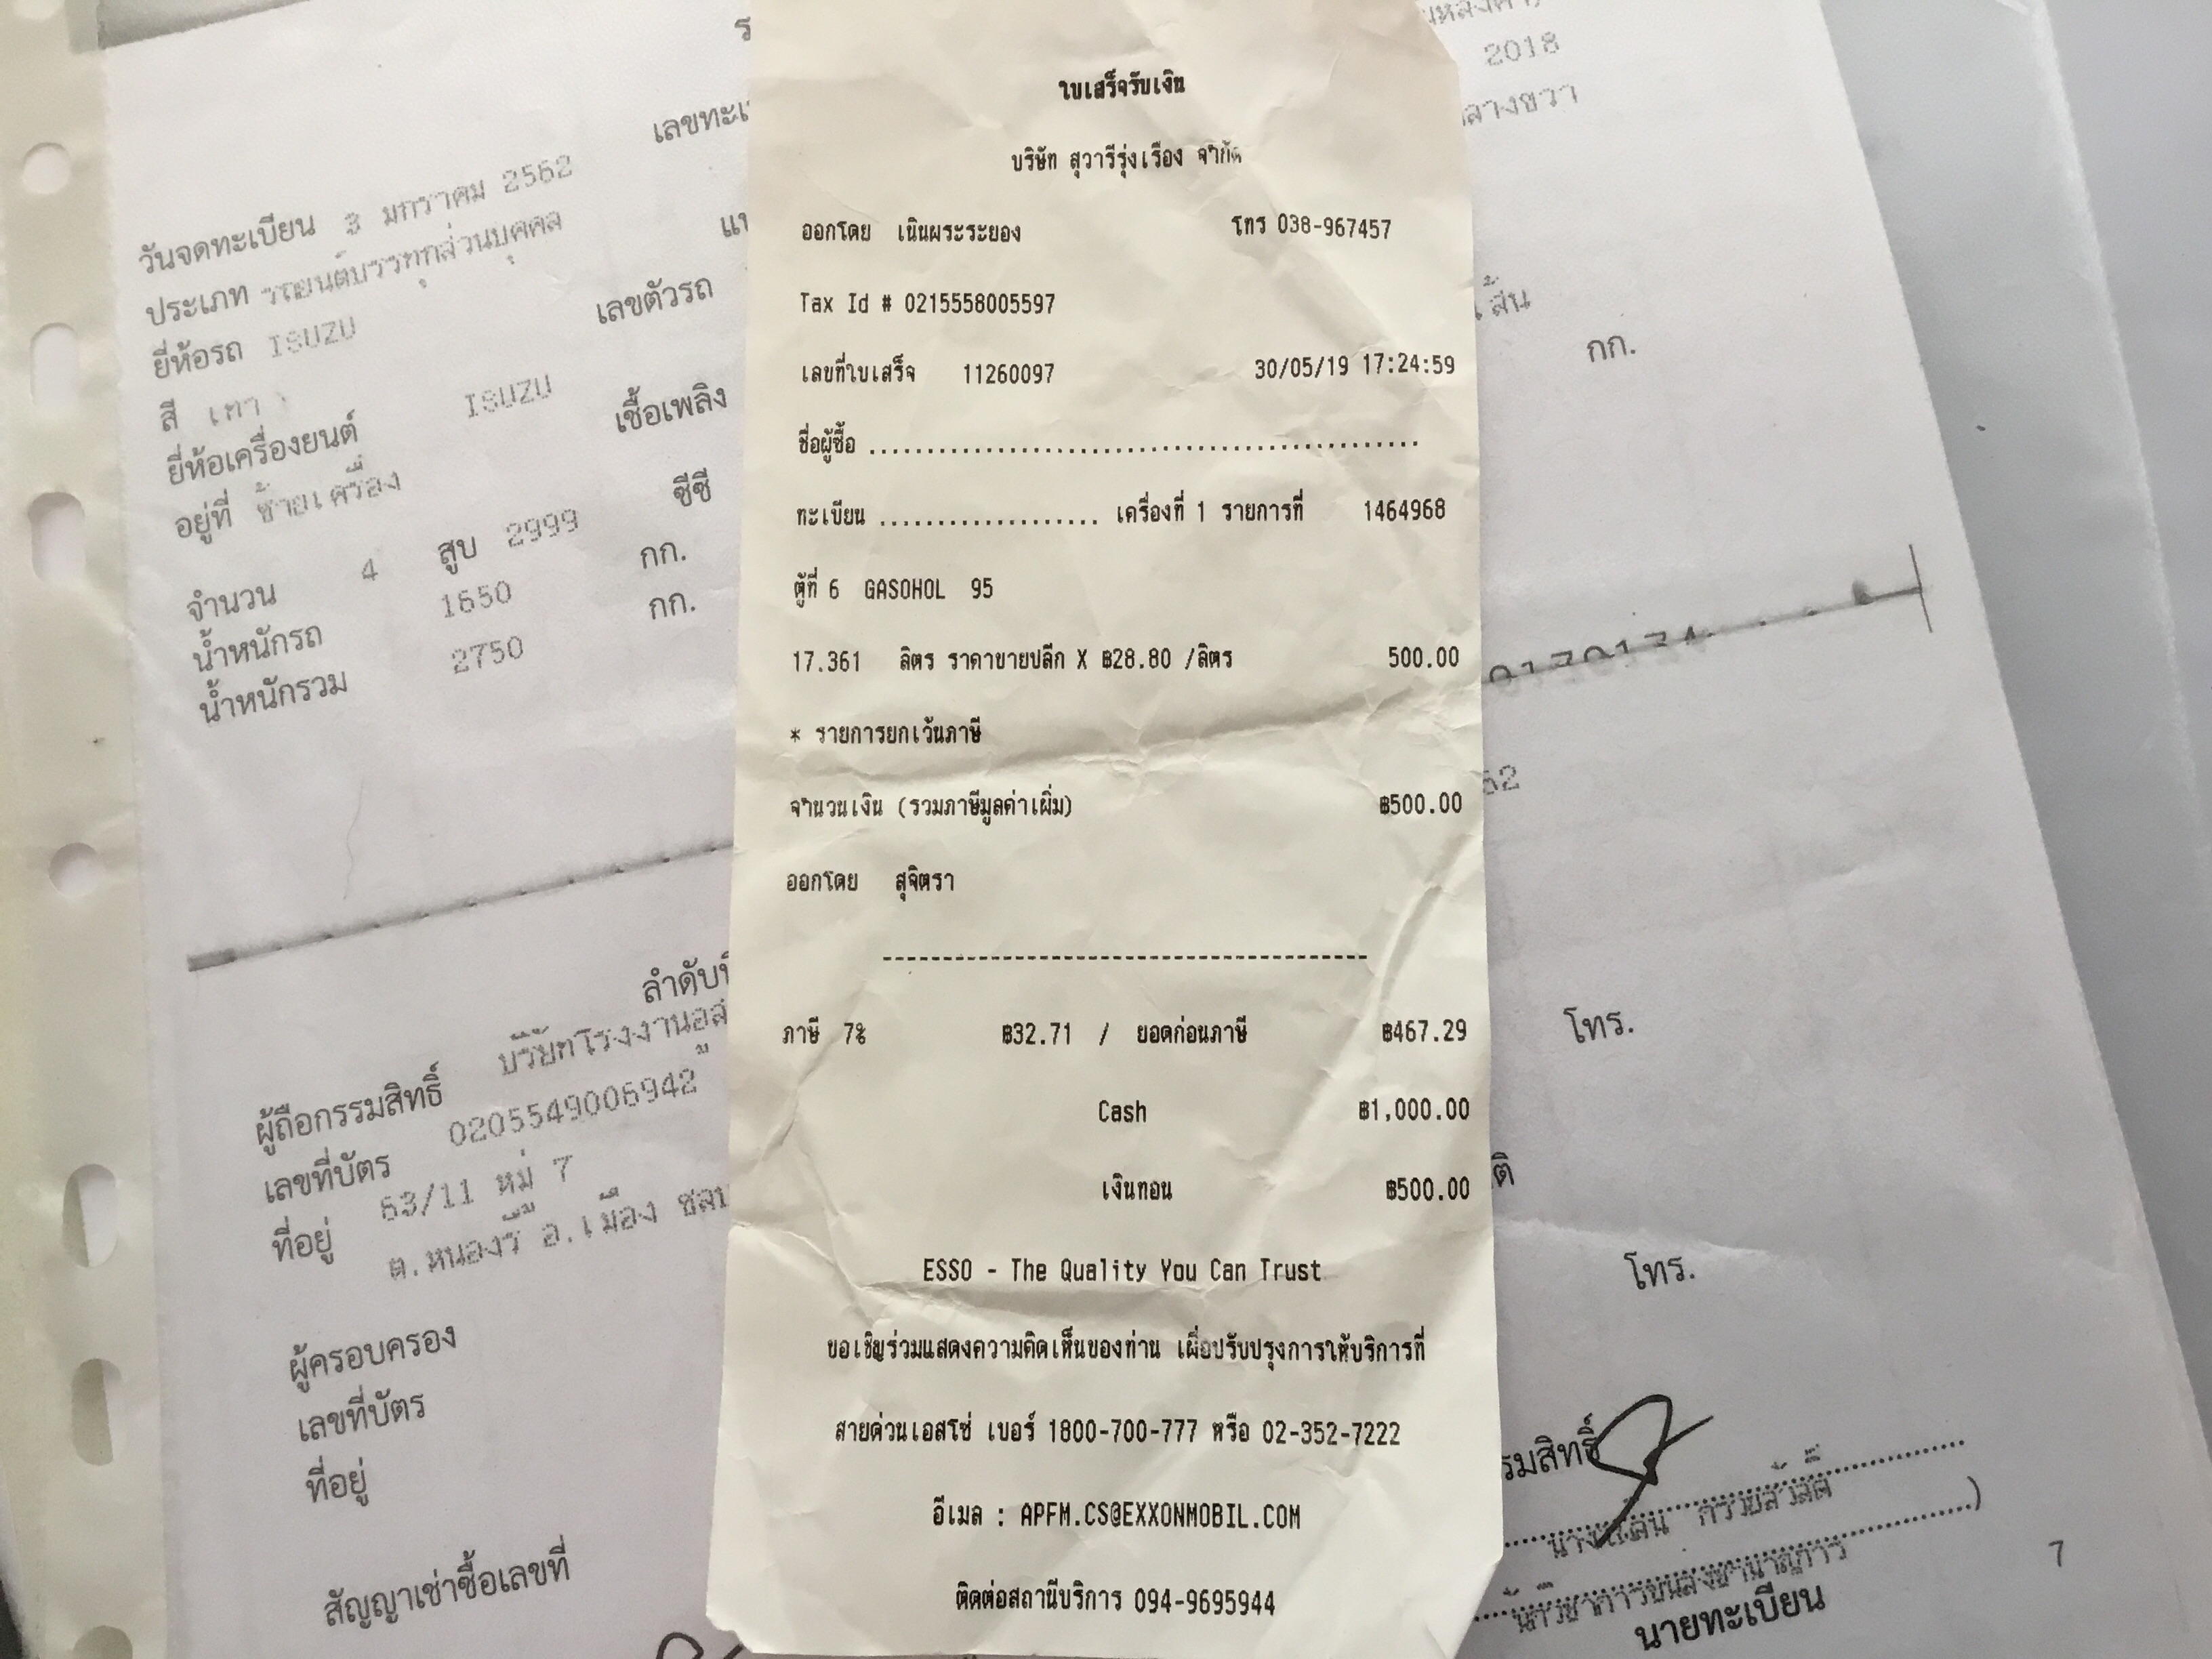 ใบเสร็จรับเงิน
บริษัท สุวารีรุ่งเรือง จำกัด
ออกโดย เนินพระระยอง โทร 038-967457
Tax Id # 0215558005597
เลขที่ใบเสร็จ 11260097 30/05/19 17:24:59
ชื่อผู้ซื้อ ................................................
ทะเบียน ................... เครื่องที่ 1 รายการที่ 1464968
ตู้ที่ 6 GASOHOL 95
17.361 ลิตร ราคาขายปลีก X ฿28.80 /ลิตร 500.00
* รายการยกเว้นภาษี
จำนวนเงิน (รวมภาษีมูลค่าเพิ่ม) ฿500.00
ออกโดย สุจิตรา
----------------------------------------
ภาษี 7% ฿32.71 / ยอดก่อนภาษี ฿467.29
Cash ฿1,000.00
เงินทอน ฿500.00
ESSO - The Quality You Can Trust
ขอเชิญร่วมแสดงความคิดเห็นของท่าน เพื่อปรับปรุงการให้บริการที่
สายด่วนเอสโซ่ เบอร์ 1800-700-777 หรือ 02-352-7222
อีเมล : APFM.CS@EXXONMOBIL.COM
ติดต่อสถานีบริการ 094-9695944
วันจดทะเบียน 3 มกราคม 2562
2018
ประเภท รถยนต์บรรทุกส่วนบุคคล
ยี่ห้อรถ ISUZU เลขตัวรถ
สี เทา
ยี่ห้อเครื่องยนต์ ISUZU เชื้อเพลิง
กก.
อยู่ที่ ซ้ายเครื่อง
จำนวน 4 สูบ 2999 ซีซี
น้ำหนักรถ 1650 กก.
น้ำหนักรวม 2750 กก.
ผู้ถือกรรมสิทธิ์
เลขที่บัตร 0205549006942 โทร.
ที่อยู่ 63/11 หมู่ 7
ต.หนองรี อ.เมือง
ผู้ครอบครอง
เลขที่บัตร โทร.
ที่อยู่
สัญญาเช่าซื้อเลขที่
นายทะเบียน
7